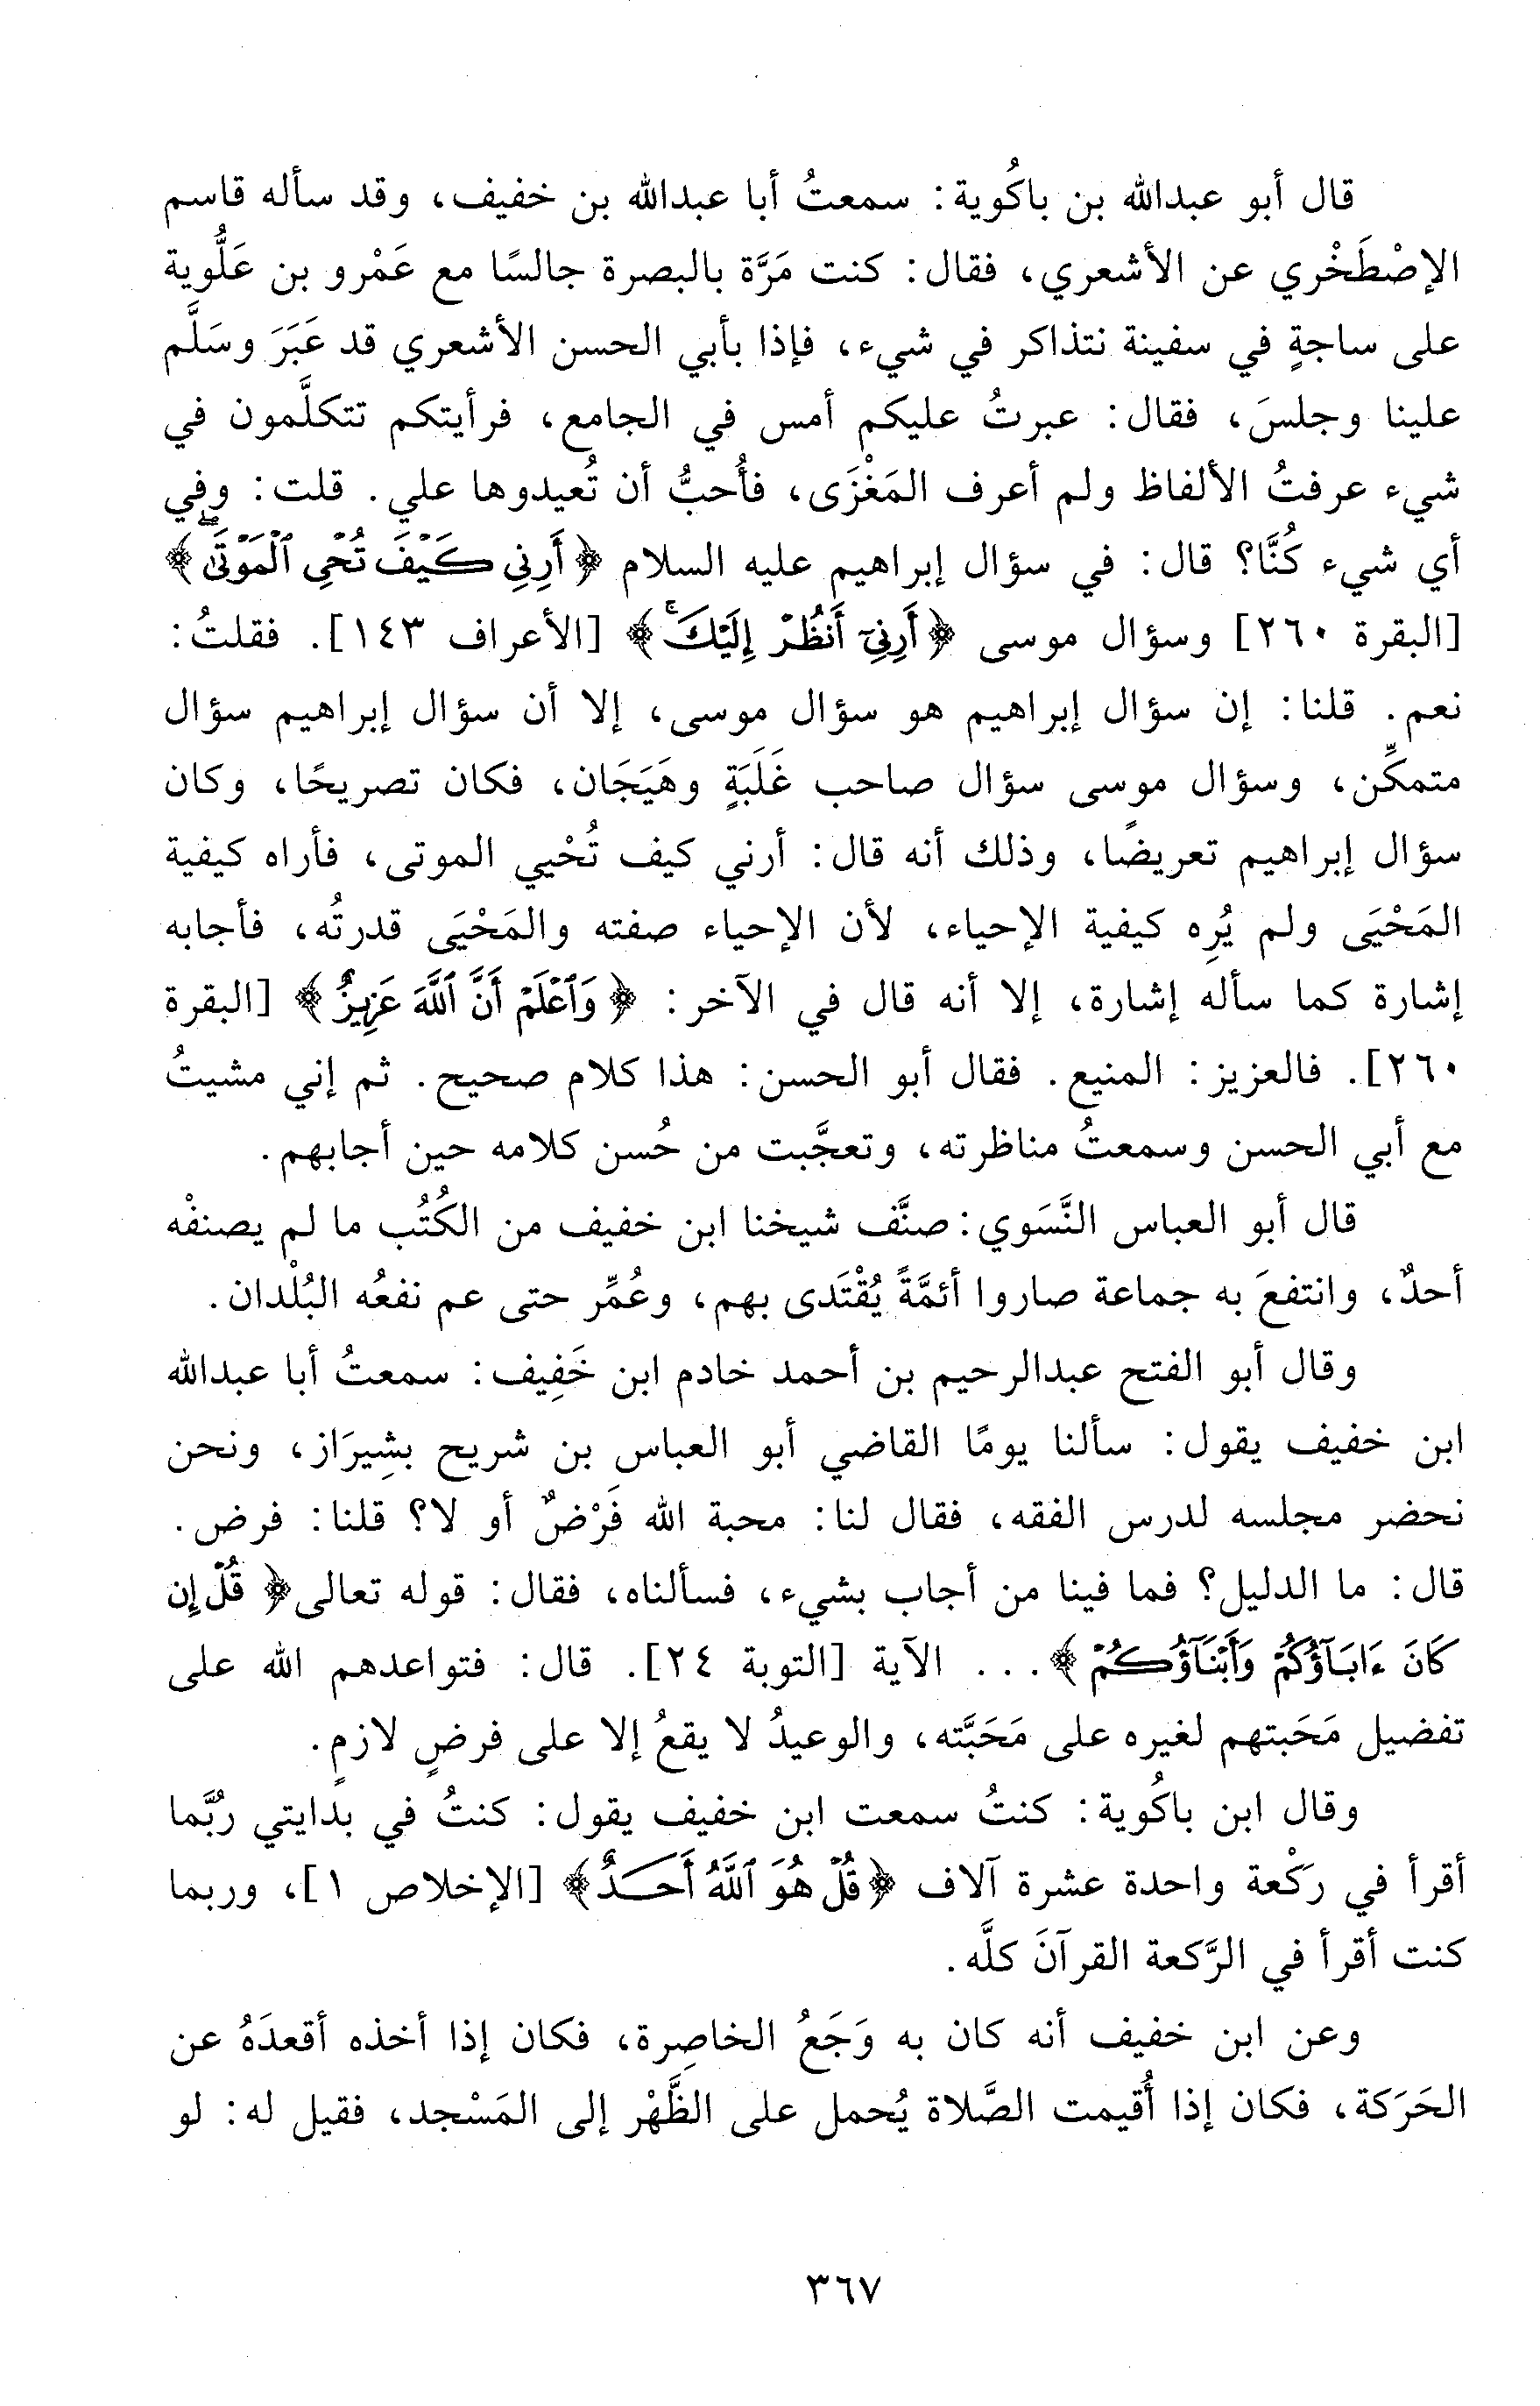 قال أبو عبدالله بن باكُوية: سمعتُ أبا عبدالله بن خفيف، وقد سأله قاسم
الإصْطَخْري عن الأشعري، فقال: كنت مَرَّة بالبصرة جالسًا مع عَمْرو بن عَلُّوية
على ساجةٍ في سفينة نتذاكر في شيء، فإذا بأبي الحسن الأشعري قد عَبَرَ وسَلَّم
علينا وجلسَ، فقال: عبرتُ عليكم أمس في الجامع، فرأيتكم تتكلَّمون في
شيء عرفتُ الألفاظ ولم أعرف المَغْزَى، فأُحبُّ أن تُعيدوها علي. قلت: وفي
أي شيء كُنَّا؟ قال: في سؤال إبراهيم عليه السلام ﴿أَرِنِي كَيْفَ تُحْيِ ٱلْمَوْتَىٰ﴾
[البقرة ٢٦٠] وسؤال موسى ﴿أَرِنِيٓ أَنظُرْ إِلَيْكَ﴾ [الأعراف ١٤٣]. فقلتُ:
نعم. قلنا: إن سؤال إبراهيم هو سؤال موسى، إلا أن سؤال إبراهيم سؤال
متمكِّن، وسؤال موسى سؤال صاحب غَلَبَةٍ وهَيَجَان، فكان تصريحًا، وكان
سؤال إبراهيم تعريضًا، وذلك أنه قال: أرني كيف تُحْيي الموتى، فأراه كيفية
المَحْيَى ولم يُرِه كيفية الإحياء، لأن الإحياء صفته والمَحْيَى قدرتُه، فأجابه
إشارة كما سأله إشارة، إلا أنه قال في الآخر: ﴿وَٱعْلَمْ أَنَّ ٱللَّهَ عَزِيزٌ﴾ [البقرة
٢٦٠]. فالعزيز: المنيع. فقال أبو الحسن: هذا كلام صحيح. ثم إني مشيتُ
مع أبي الحسن وسمعتُ مناظرته، وتعجَّبت من حُسن كلامه حين أجابهم.
قال أبو العباس النَّسَوي: صنَّف شيخنا ابن خفيف من الكُتُب ما لم يصنفْه
أحدٌ، وانتفعَ به جماعة صاروا أئمَّةً يُقْتَدى بهم، وعُمِّر حتى عم نفعُه البُلْدان.
وقال أبو الفتح عبدالرحيم بن أحمد خادم ابن خَفِيف: سمعتُ أبا عبدالله
ابن خفيف يقول: سألنا يومًا القاضي أبو العباس بن شريح بشِيرَاز، ونحن
نحضر مجلسه لدرس الفقه، فقال لنا: محبة الله فَرْضٌ أو لا؟ قلنا: فرض.
قال: ما الدليل؟ فما فينا من أجاب بشيء، فسألناه، فقال: قوله تعالى ﴿قُلْ إِن
كَانَ ءَابَآؤُكُمْ وَأَبْنَآؤُكُمْ﴾... الآية [التوبة ٢٤]. قال: فتواعدهم الله على
تفضيل مَحَبتهم لغيره على مَحَبَّته، والوعيدُ لا يقعُ إلا على فرضٍ لازمٍ.
وقال ابن باكُوية: كنتُ سمعت ابن خفيف يقول: كنتُ في بدايتي ربَُّما
أقرأ في ركْعة واحدة عشرة آلاف ﴿قُلْ هُوَ ٱللَّهُ أَحَدٌ﴾ [الإخلاص ١]، وربما
كنت أقرأ في الرَّكعة القرآنَ كلَّه.
وعن ابن خفيف أنه كان به وَجَعُ الخاصِرة، فكان إذا أخذه أقعدَهُ عن
الحَرَكة، فكان إذا أُقيمت الصَّلاة يُحمل على الظَّهْر إلى المَسْجد، فقيل له: لو
٣٦٧